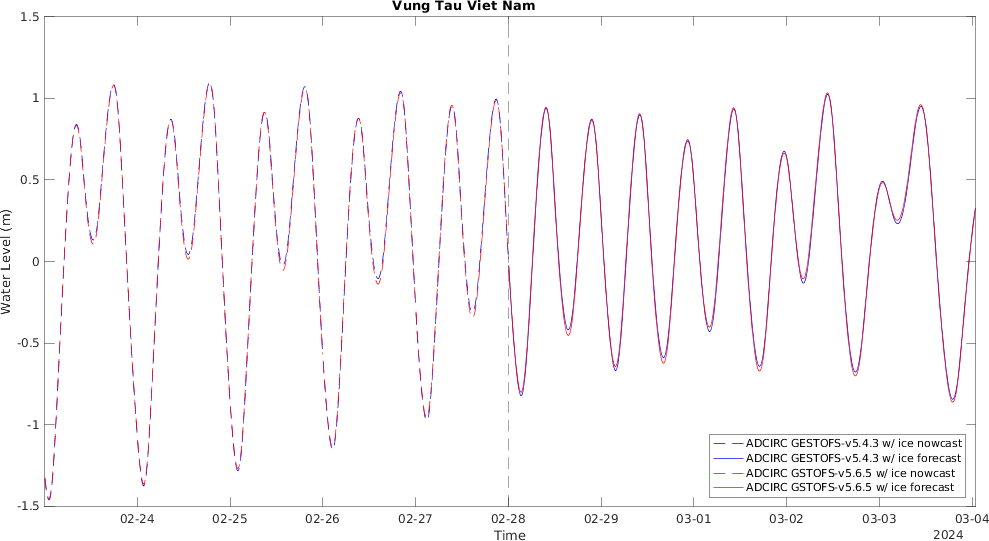 Vung Tau Viet Nam
1.5
1
0.5
0
-0.5
-1
-1.5
Water Level (m)
ADCIRC GESTOFS-v5.4.3 w/ ice nowcast
ADCIRC GESTOFS-v5.4.3 w/ ice forecast
ADCIRC GSTOFS-v5.6.5 w/ ice nowcast
ADCIRC GSTOFS-v5.6.5 w/ ice forecast
02-24 02-25 02-26 02-27 02-28 02-29 03-01 03-02 03-03 03-04
Time 2024